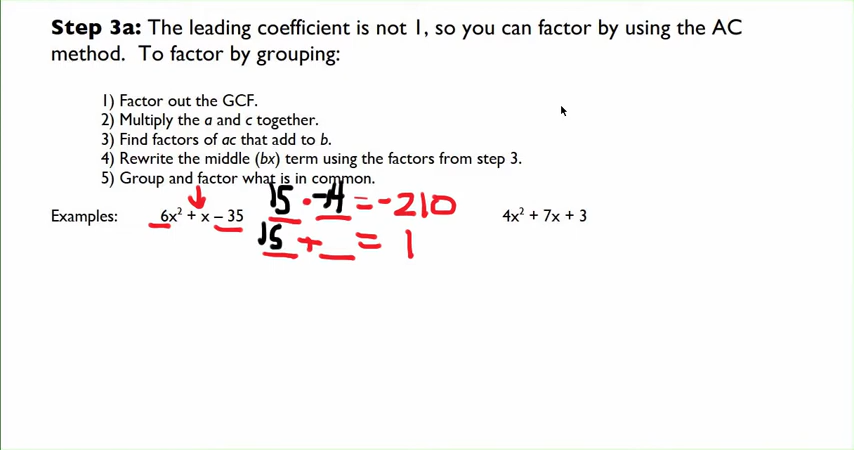 Step 3a: The leading coefficient is not 1, so you can factor by using the AC
method. To factor by grouping:
1) Factor out the GCF.
2) Multiply the a and c together.
3) Find factors of ac that add to b.
4) Rewrite the middle (bx) term using the factors from step 3.
5) Group and factor what is in common.
15 · -14 = -210
Examples: 6x² + x – 35
4x² + 7x + 3
15 + __ = 1